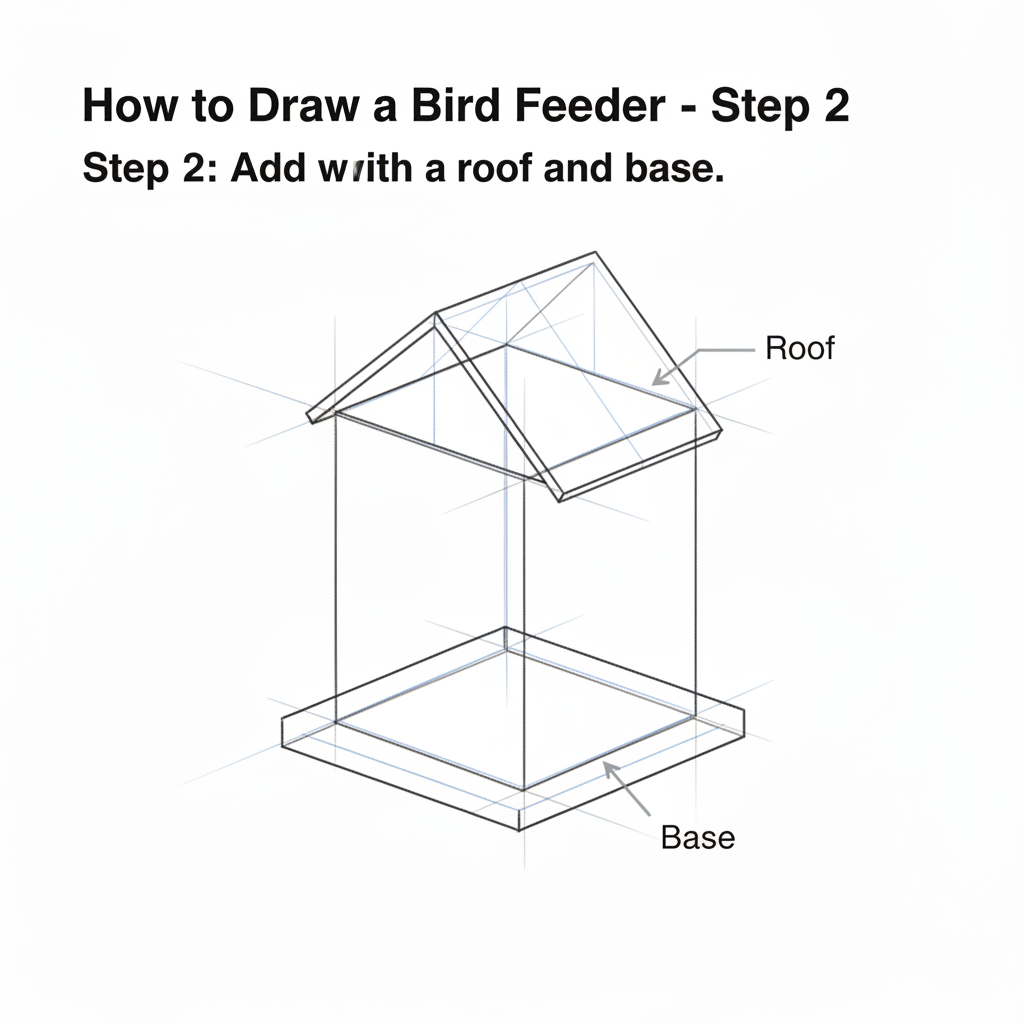 How to Draw a Bird Feeder - Step 2
Step 2: Add with a roof and base.
Roof
Base